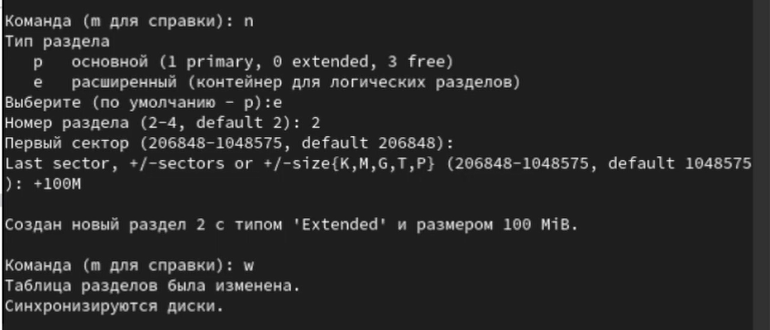 Команда (m для справки): n
Тип раздела
   p   основной (1 primary, 0 extended, 3 free)
   e   расширенный (контейнер для логических разделов)
Выберите (по умолчанию - p):e
Номер раздела (2-4, default 2): 2
Первый сектор (206848-1048575, default 206848):
Last sector, +/-sectors or +/-size{K,M,G,T,P} (206848-1048575, default 1048575
): +100M
Создан новый раздел 2 с типом 'Extended' и размером 100 MiB.
Команда (m для справки): w
Таблица разделов была изменена.
Синхронизируются диски.